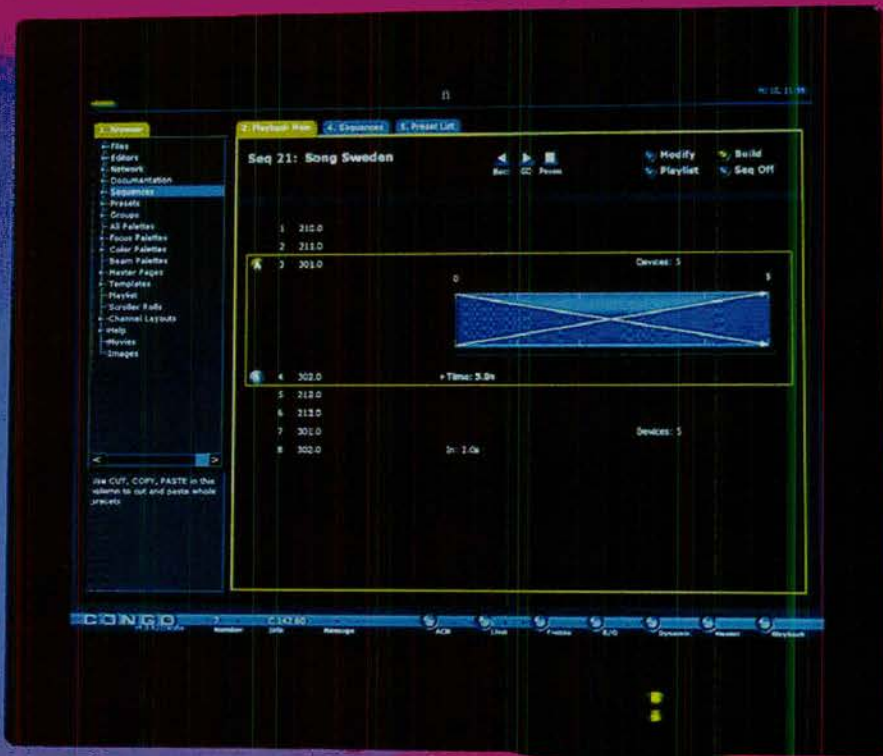 1. Browser
2. Playback Main
4. Sequences
5. Preset List
Files
Editors
Network
Documentation
Sequences
Presets
Groups
All Palettes
Focus Palettes
Color Palettes
Beam Palettes
Master Pages
Templates
Playlist
Scroller Rolls
Channel Layouts
Help
Movies
Images
Use CUT, COPY, PASTE in this
column to cut and paste whole
presets
Seq 21: Song Sweden
Back GO Pause
Modify Build
Playlist Seq Off
1 210.0
2 211.0
A 3 301.0 Devices: 5
0 5
4 302.0 +Time: 5.0s
5 212.0
6 213.0
7 301.0 Devices: 5
8 302.0 In: 2.0s
CONGO
Number Info Message ACB Dynamic Master Playback